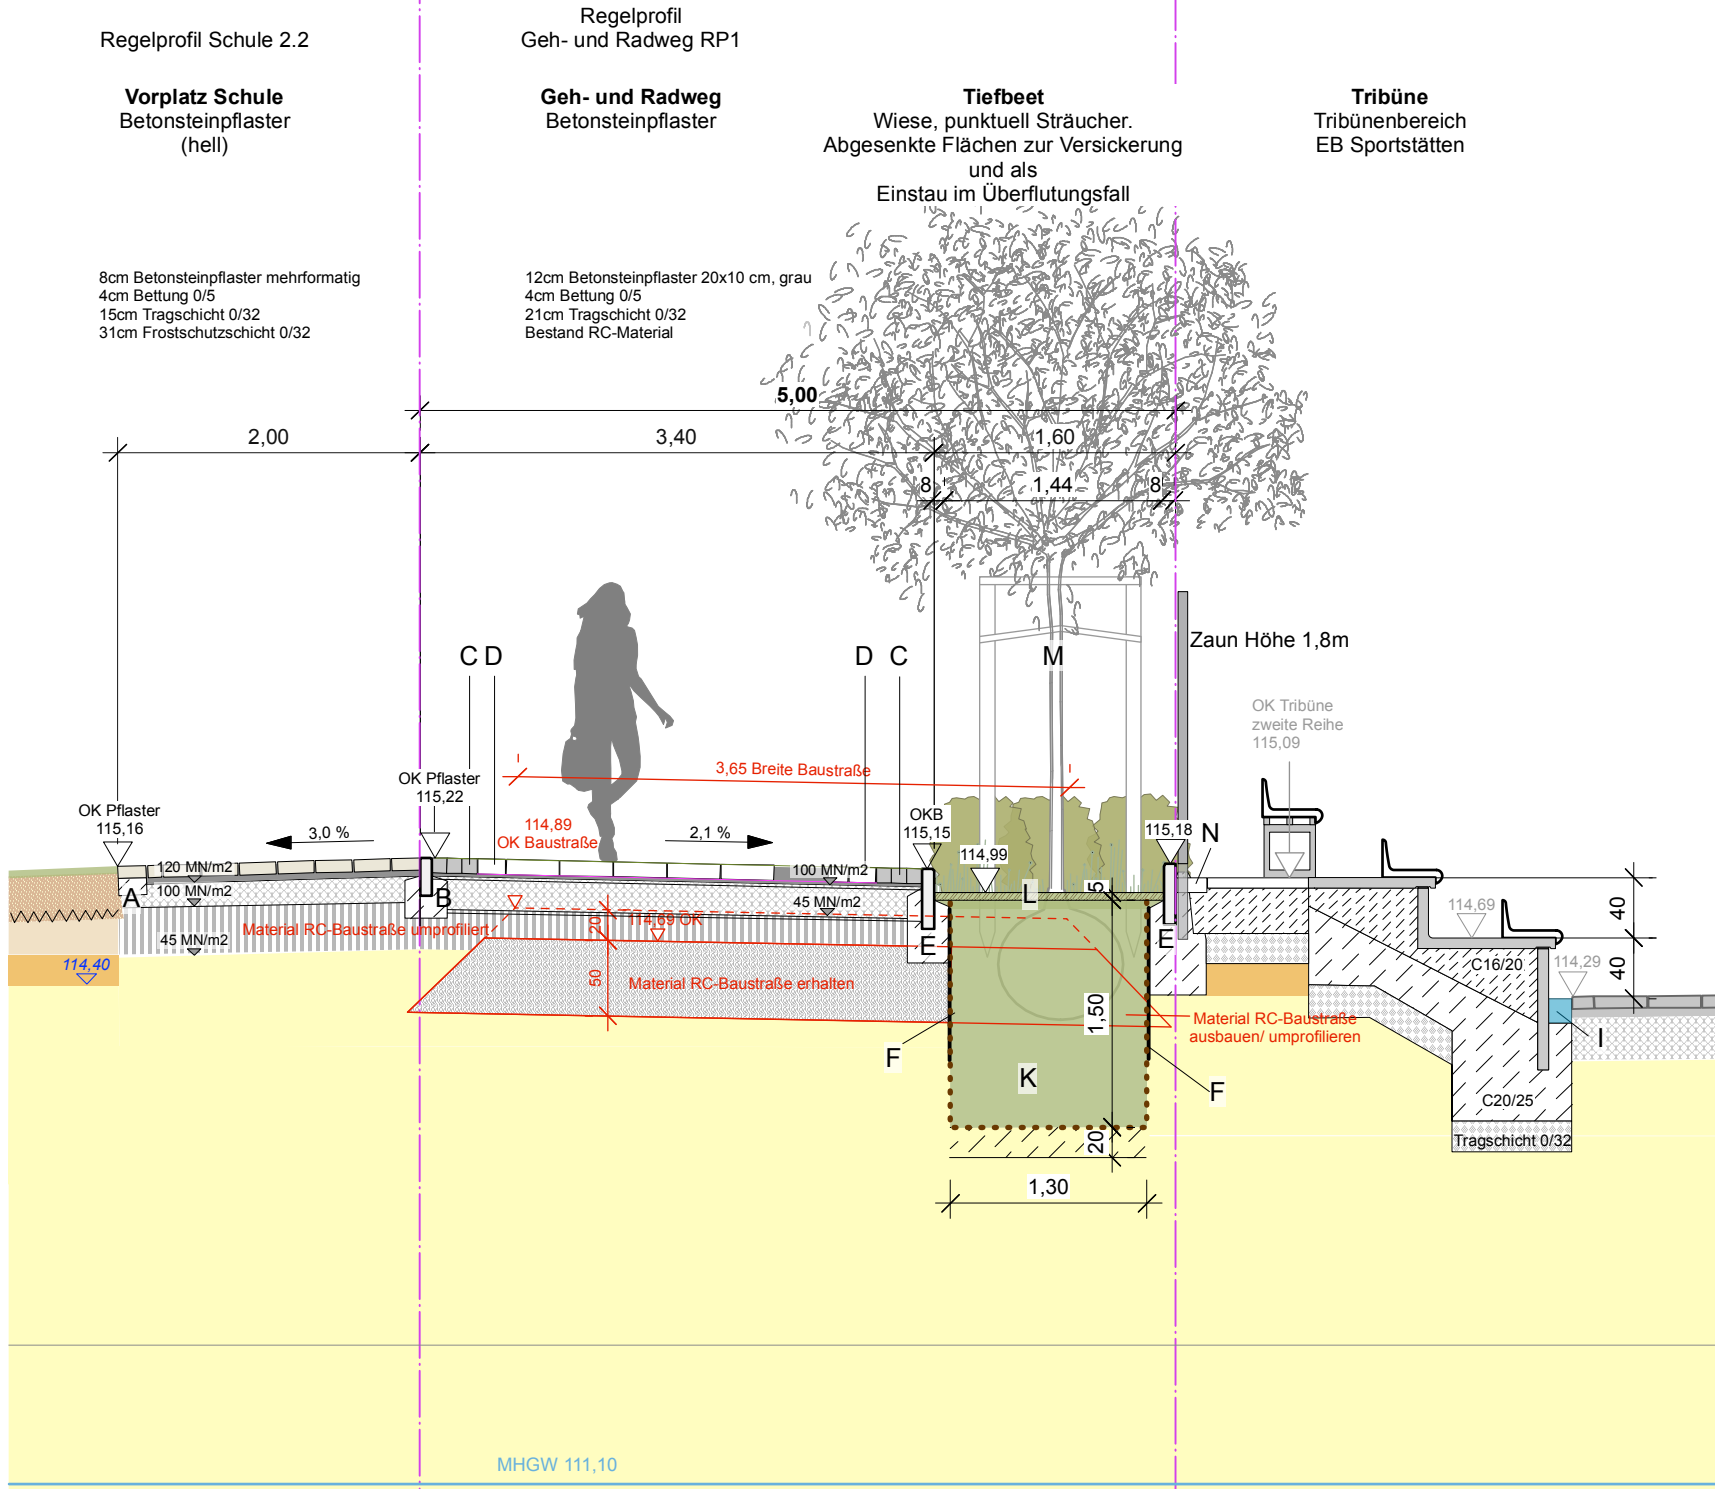 Regelprofil Schule 2.2
Regelprofil
Geh- und Radweg RP1
Vorplatz Schule
Betonsteinpflaster
(hell)
Geh- und Radweg
Betonsteinpflaster
Tiefbeet
Wiese, punktuell Sträucher.
Abgesenkte Flächen zur Versickerung
und als
Einstau im Überflutungsfall
Tribüne
Tribünenbereich
EB Sportstätten
8cm Betonsteinpflaster mehrformatig
4cm Bettung 0/5
15cm Tragschicht 0/32
31cm Frostschutzschicht 0/32
12cm Betonsteinpflaster 20x10 cm, grau
4cm Bettung 0/5
21cm Tragschicht 0/32
Bestand RC-Material
5,00
2,00
3,40
1,60
8
1,44
8
C D
D C
M
Zaun Höhe 1,8m
OK Tribüne
zweite Reihe
115,09
3,65 Breite Baustraße
OK Pflaster
115,22
OK Pflaster
115,16
3,0 %
114,89
OK Baustraße
2,1 %
OKB
115,15
114,99
115,18
N
120 MN/m2
100 MN/m2
45 MN/m2
100 MN/m2
45 MN/m2
A
B
L
5
E
E
Material RC-Baustraße umprofiliert
20
114,69 OK
50
Material RC-Baustraße erhalten
114,40
114,69
40
C16/20
114,29
40
1,50
Material RC-Baustraße
ausbauen/ umprofilieren
I
F
K
F
C20/25
Tragschicht 0/32
20
1,30
MHGW 111,10